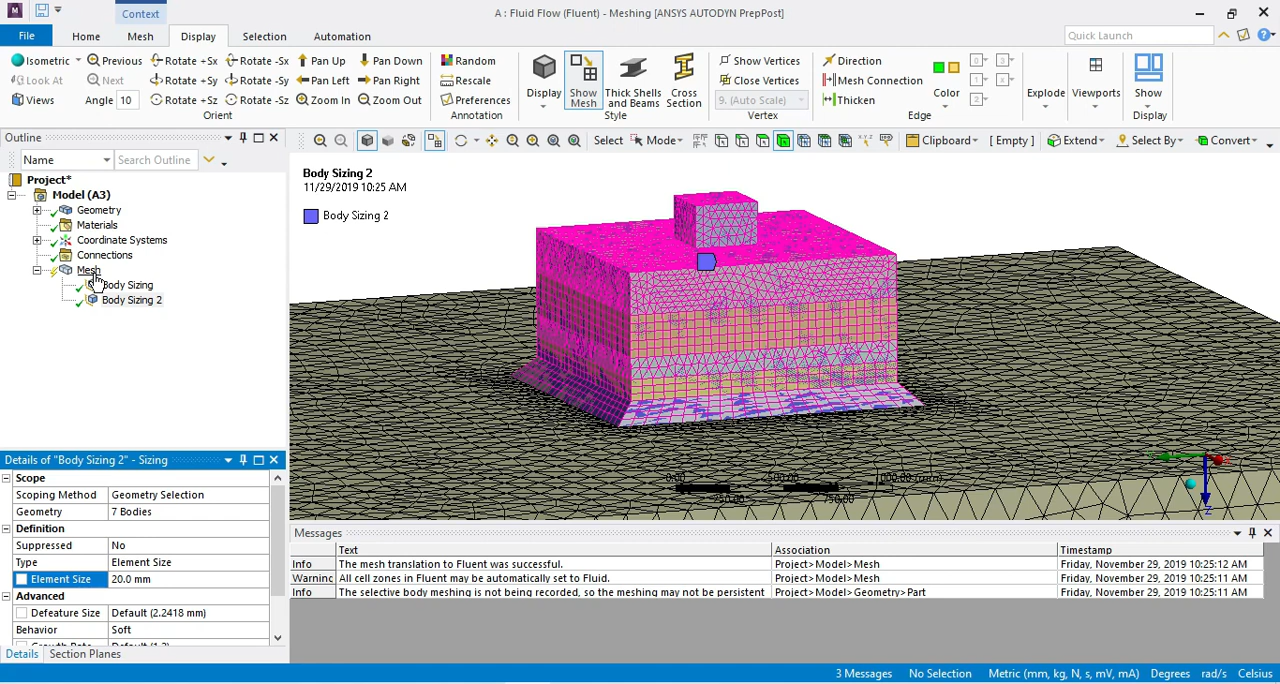 Context
A : Fluid Flow (Fluent) - Meshing [ANSYS AUTODYN PrepPost]
File Home Mesh Display Selection Automation Quick Launch
Isometric Previous Rotate +Sx Rotate -Sx Pan Up Pan Down Random Show Vertices Direction
Look At Next Rotate +Sy Rotate -Sy Pan Left Pan Right Rescale Close Vertices Mesh Connection
Views Angle 10 Rotate +Sz Rotate -Sz Zoom In Zoom Out Preferences 9. (Auto Scale) Thicken
Display Show Mesh Thick Shells and Beams Cross Section Color Explode Viewports Show
Orient Annotation Style Vertex Edge Display
Outline
Select Mode Clipboard [ Empty ] Extend Select By Convert
Name Search Outline
Project*
Model (A3)
Geometry
Materials
Coordinate Systems
Connections
Mesh
Body Sizing
Body Sizing 2
Body Sizing 2
11/29/2019 10:25 AM
Body Sizing 2
0.00 500.00
250.00 750.00
Z
Details of "Body Sizing 2" - Sizing
Scope
Scoping Method Geometry Selection
Geometry 7 Bodies
Definition
Suppressed No
Type Element Size
Element Size 20.0 mm
Advanced
Defeature Size Default (2.2418 mm)
Behavior Soft
Details Section Planes
Messages
Text Association Timestamp
Info The mesh translation to Fluent was successful. Project>Model>Mesh Friday, November 29, 2019 10:25:12 AM
Warninc All cell zones in Fluent may be automatically set to Fluid. Project>Model>Mesh Friday, November 29, 2019 10:25:11 AM
Info The selective body meshing is not being recorded, so the meshing may not be persistent Project>Model>Geometry>Part Friday, November 29, 2019 10:25:11 AM
3 Messages No Selection Metric (mm, kg, N, s, mV, mA) Degrees rad/s Celsius